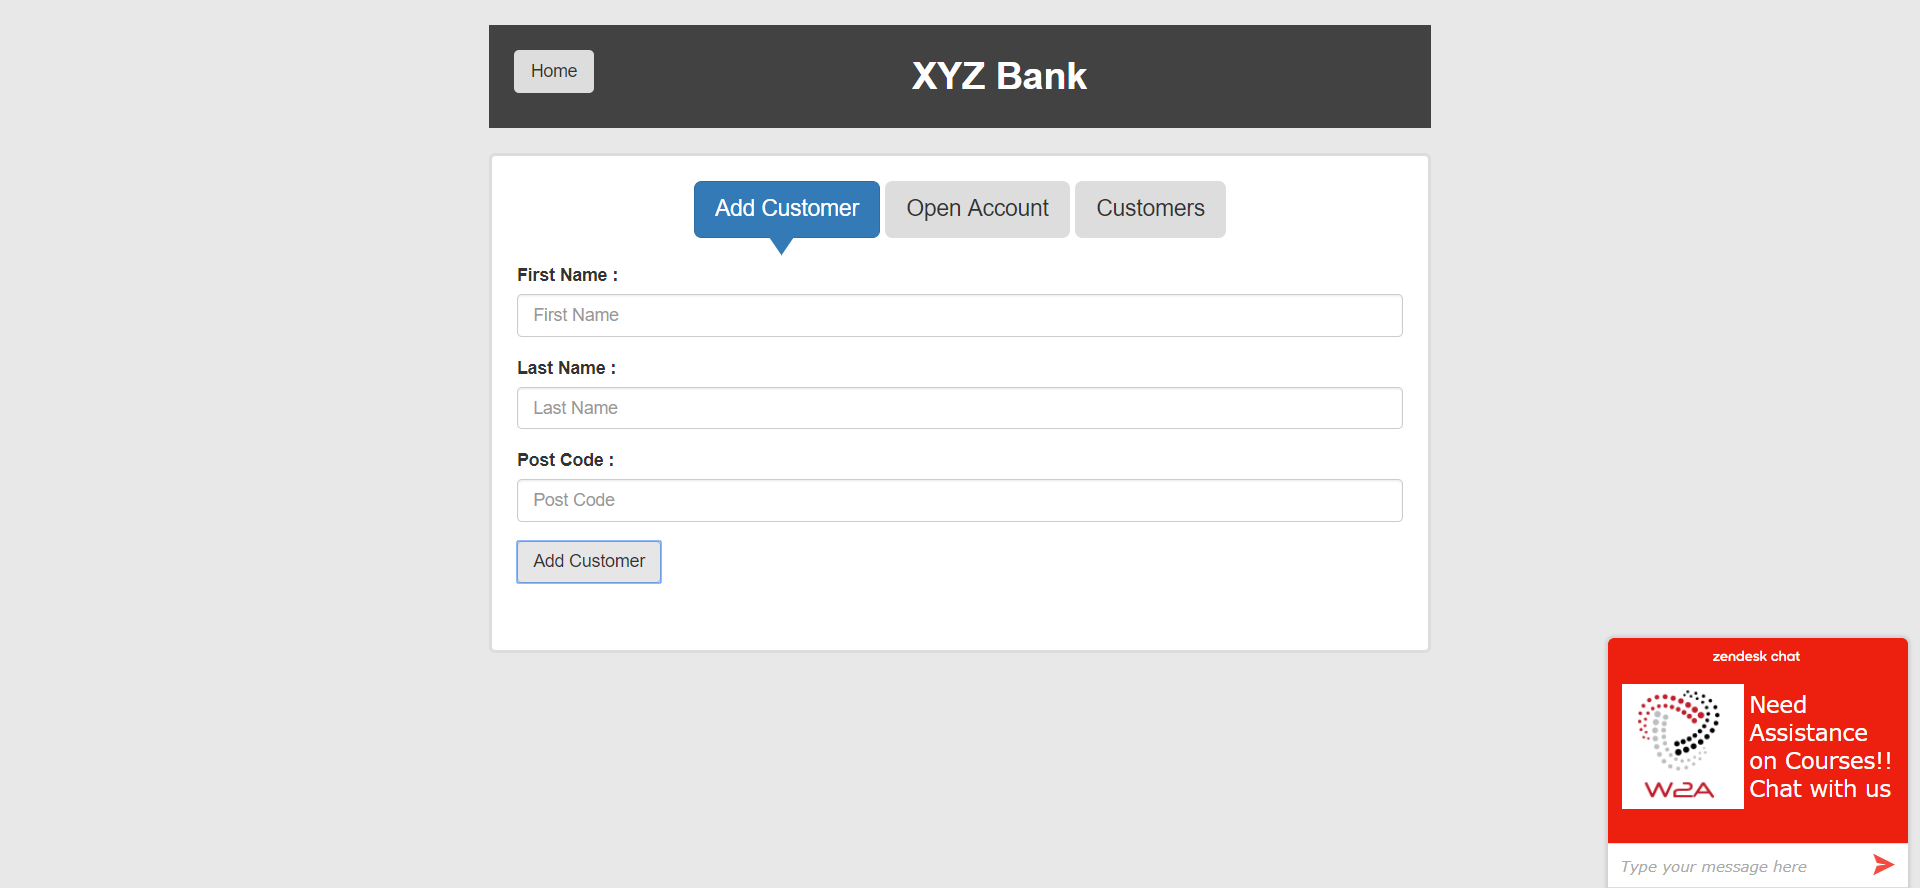 Home
XYZ Bank
Add Customer
Open Account
Customers
First Name :
First Name
Last Name :
Last Name
Post Code :
Post Code
Add Customer
zendesk chat
W2A
Need
Assistance
on Courses!!
Chat with us
Type your message here